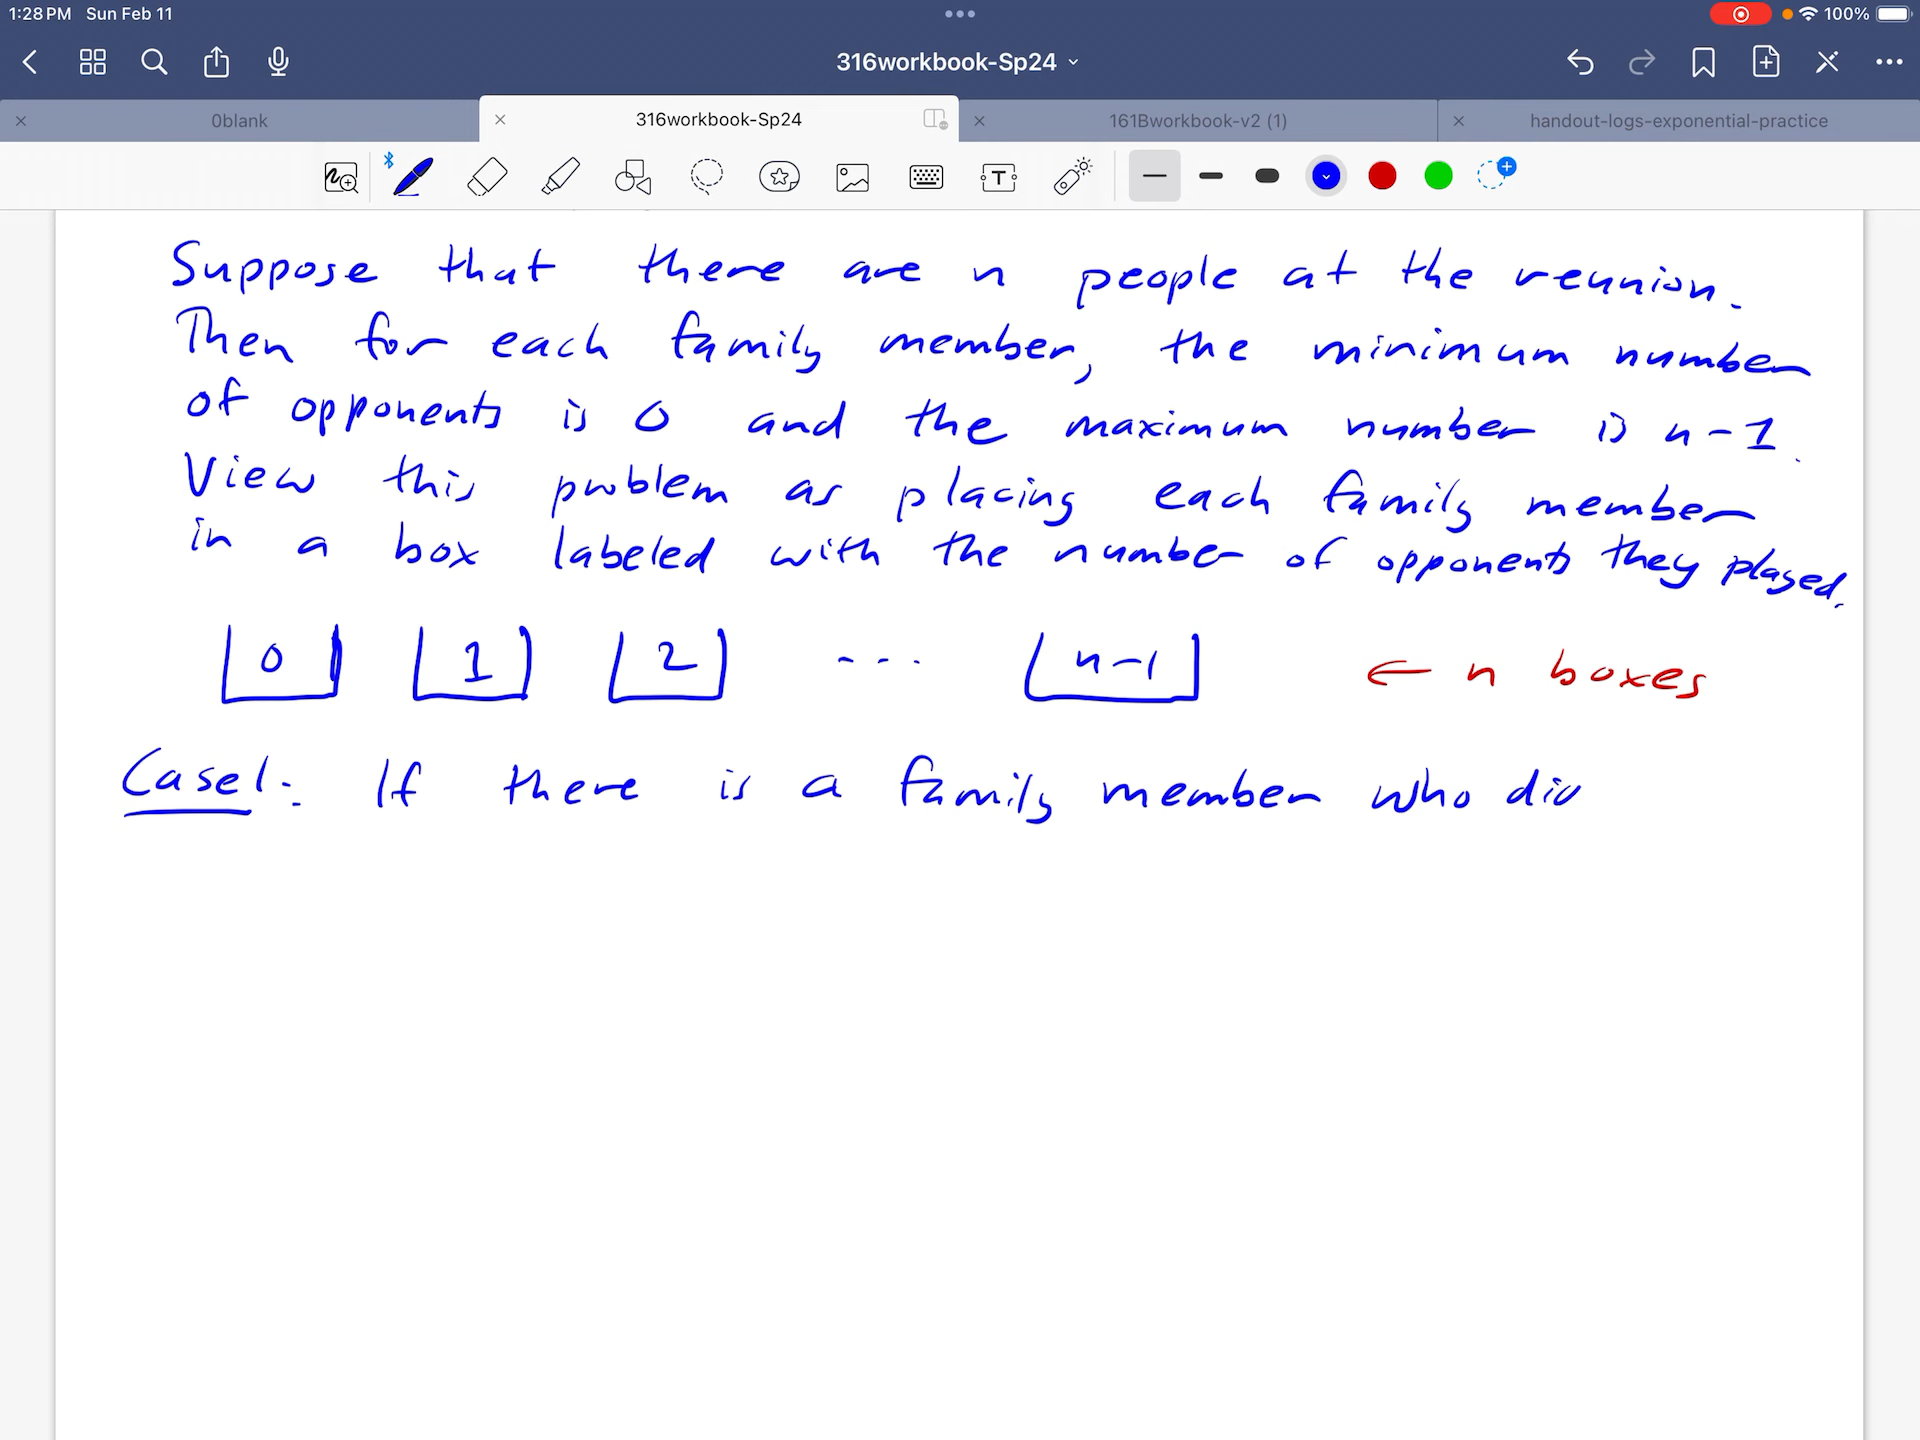 1:28 PM Sun Feb 11
100%
316workbook-Sp24
0blank
316workbook-Sp24
161Bworkbook-v2 (1)
handout-logs-exponential-practice
T
Suppose that there are n people at the reunion.
Then for each family member, the minimum number
of opponents is 0 and the maximum number is n-1.
View this problem as placing each family member
in a box labeled with the number of opponents they played.
0 1 2 ... n-1 ← n boxes
Case1: If there is a family member who did